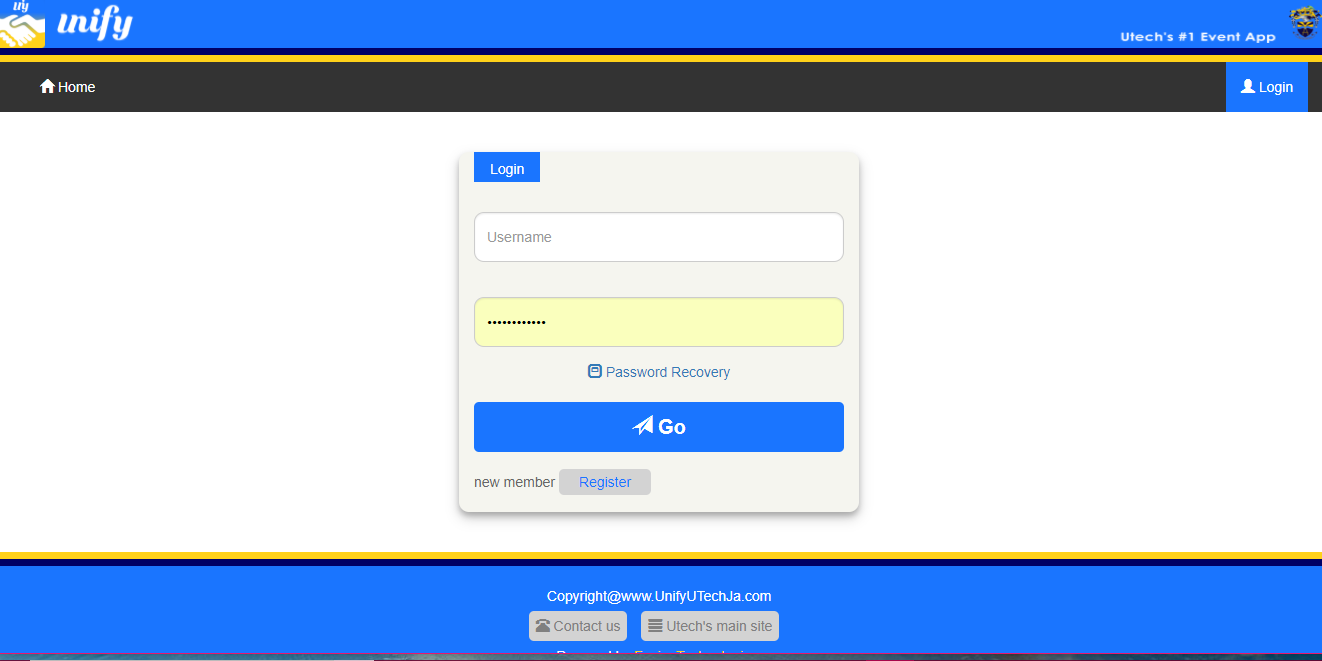 uy
unify
Utech's #1 Event App
Home
Login
Login
Username
••••••••••••
Password Recovery
Go
new member Register
Copyright@www.UnifyUTechJa.com
Contact us Utech's main site